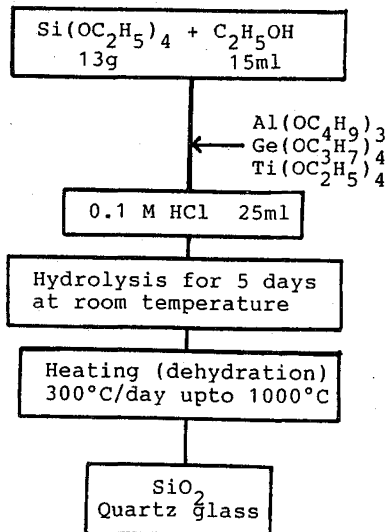 Si(OC2H5)4 + C2H5OH
13g 15ml
Al(OC4H9)3
Ge(OC3H7)4
Ti(OC2H5)4
0.1 M HCl 25ml
Hydrolysis for 5 days
at room temperature
Heating (dehydration)
300°C/day upto 1000°C
SiO2
Quartz glass